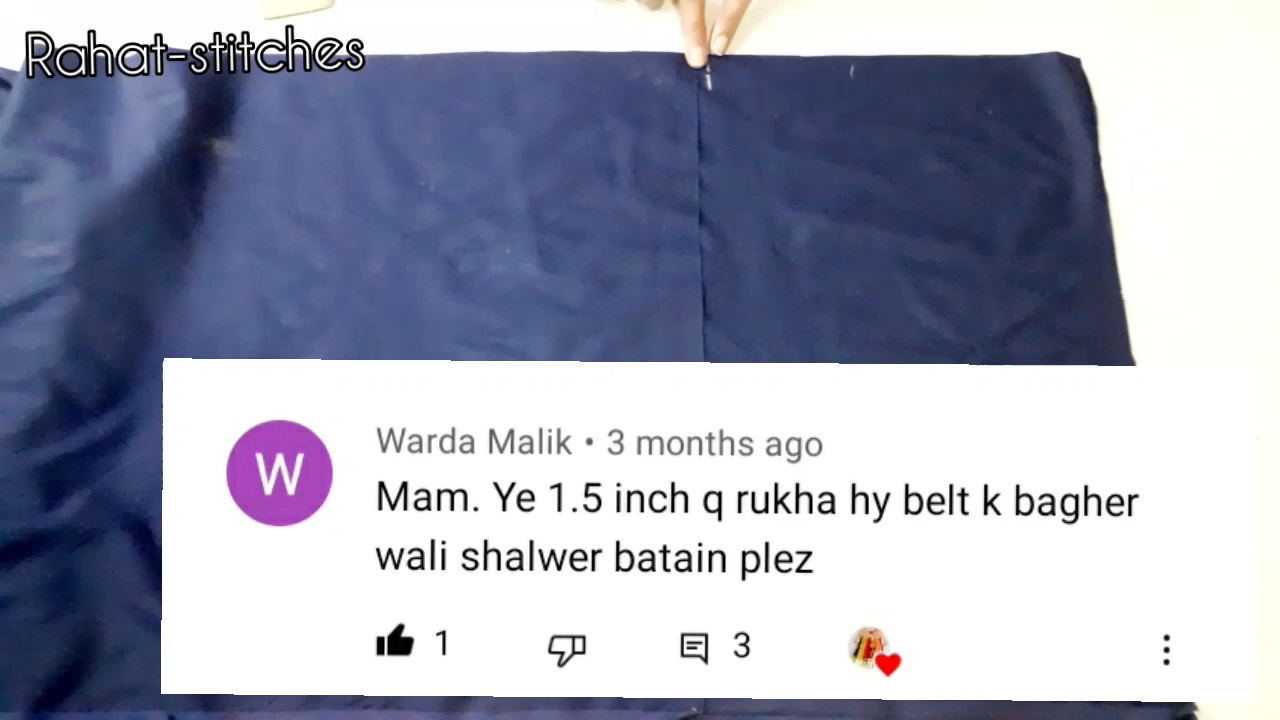 Rahat-stitches
W
Warda Malik • 3 months ago
Mam. Ye 1.5 inch q rukha hy belt k bagher
wali shalwer batain plez
1
3